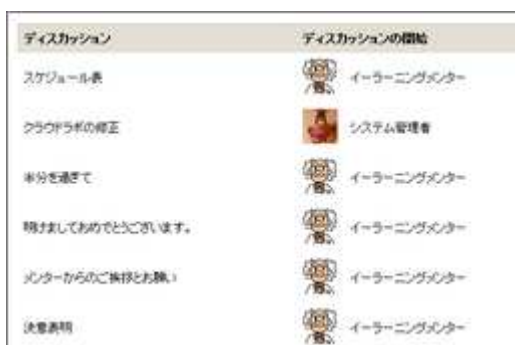 ディスカッション ディスカッションの開始
スケジュール表 イーラーニングメンター
クラウドラボの修正 システム管理者
半分を過ぎて イーラーニングメンター
明けましておめでとうございます。 イーラーニングメンター
メンターからのご挨拶とお願い イーラーニングメンター
決意表明 イーラーニングメンター